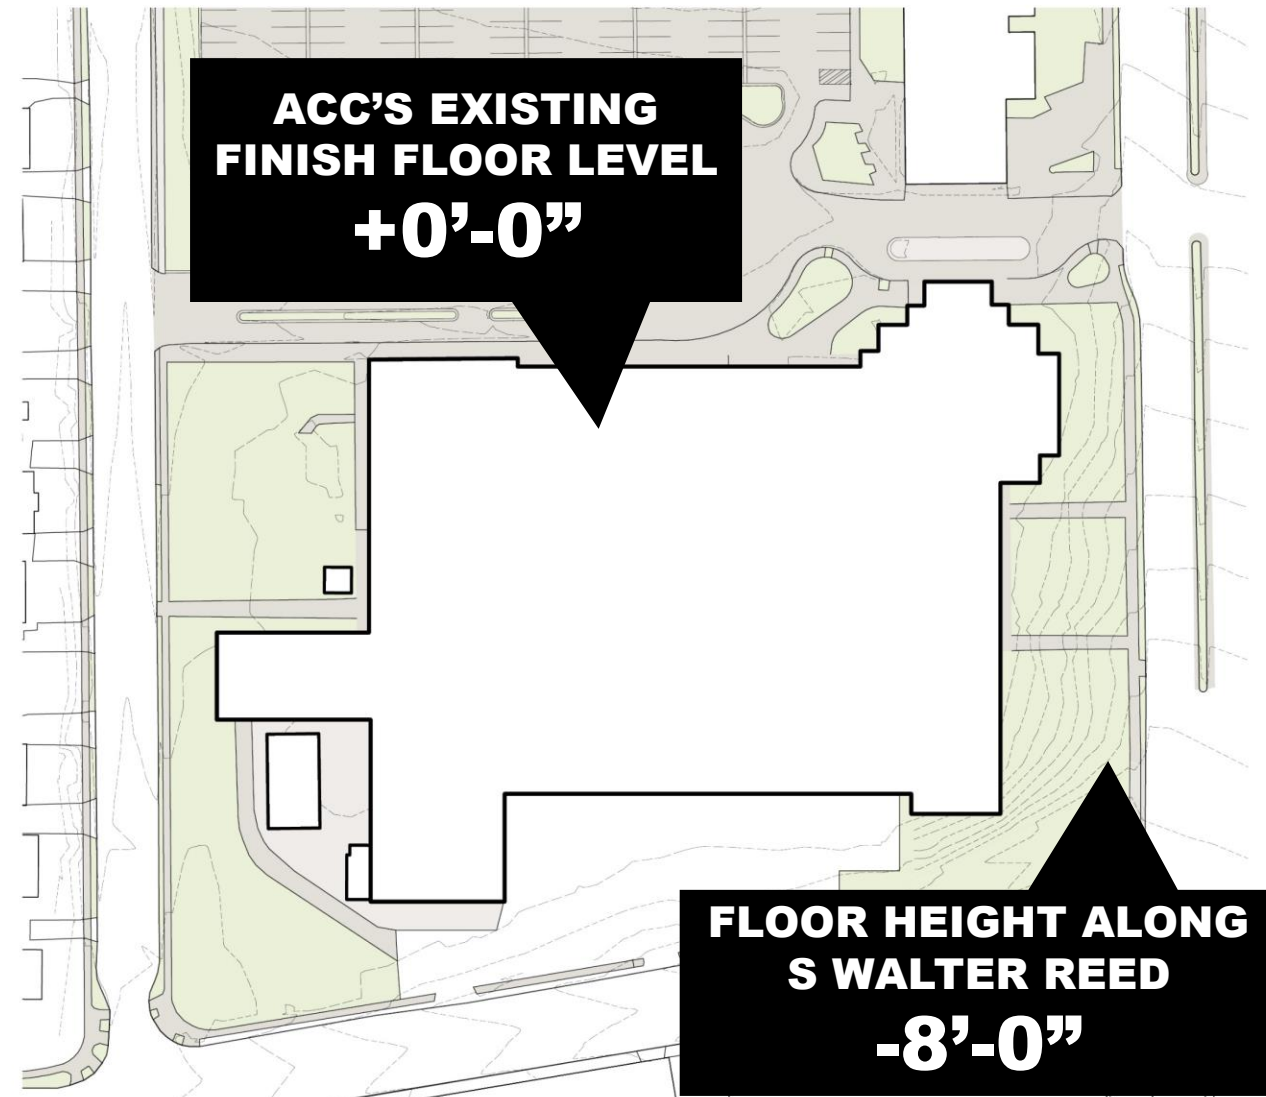 ACC’S EXISTING
FINISH FLOOR LEVEL
+0’-0”
FLOOR HEIGHT ALONG
S WALTER REED
-8’-0”